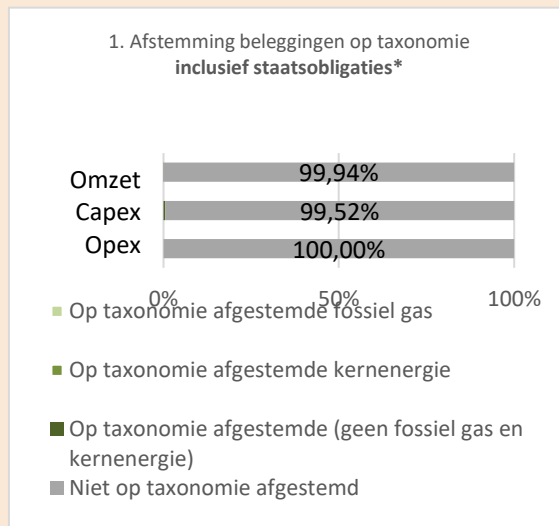 1. Afstemming beleggingen op taxonomie
inclusief staatsobligaties*
Omzet 99,94%
Capex 99,52%
Opex 100,00%
0% 50% 100%
Op taxonomie afgestemde fossiel gas
Op taxonomie afgestemde kernenergie
Op taxonomie afgestemde (geen fossiel gas en
kernenergie)
Niet op taxonomie afgestemd